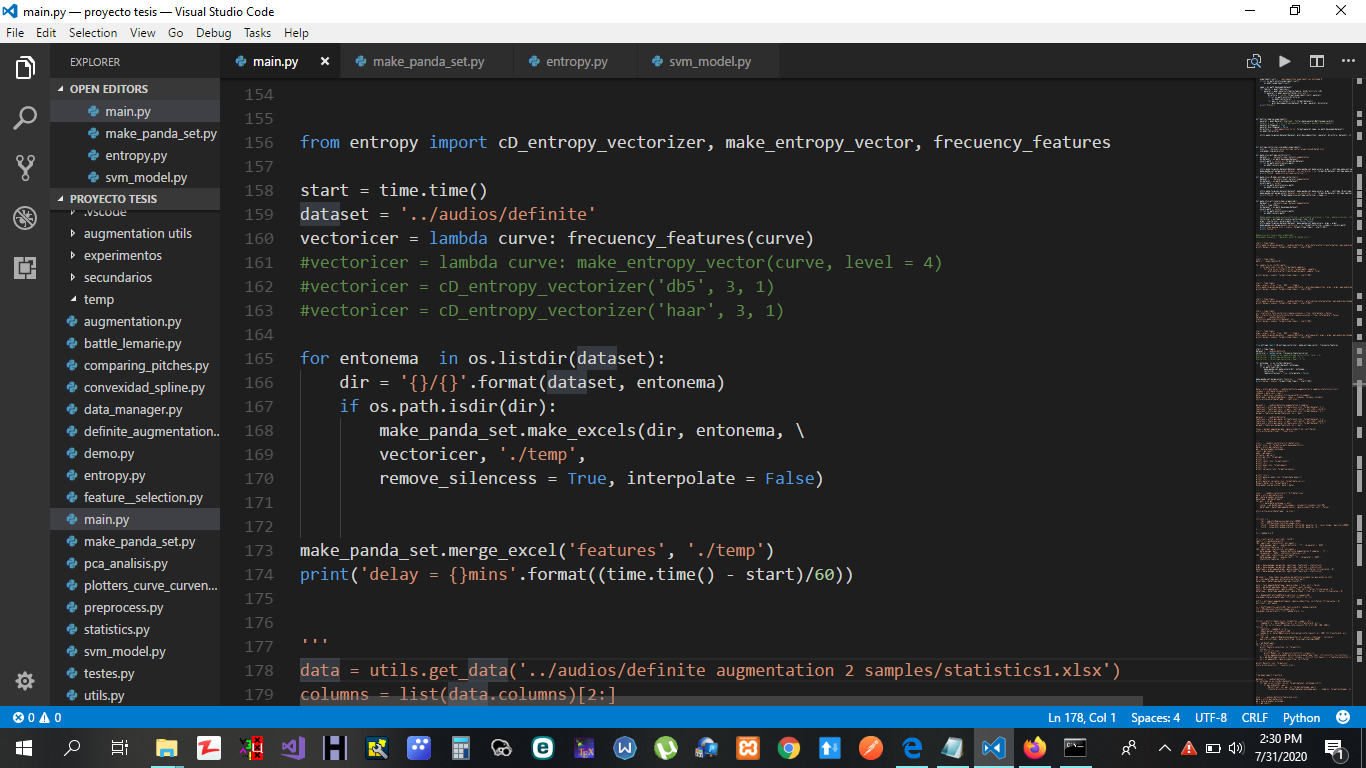 main.py — proyecto tesis — Visual Studio Code
File Edit Selection View Go Debug Tasks Help
EXPLORER
OPEN EDITORS
main.py
make_panda_set.py
entropy.py
svm_model.py
PROYECTO TESIS
.vscode
augmentation utils
experimentos
secundarios
temp
augmentation.py
battle_lemarie.py
comparing_pitches.py
convexidad_spline.py
data_manager.py
definite_augmentation...
demo.py
entropy.py
feature__selection.py
main.py
make_panda_set.py
pca_analisis.py
plotters_curve_curven...
preprocess.py
statistics.py
svm_model.py
testes.py
utils.py
main.py make_panda_set.py entropy.py svm_model.py
154
155
156 from entropy import cD_entropy_vectorizer, make_entropy_vector, frecuency_features
157
158 start = time.time()
159 dataset = '../audios/definite'
160 vectoricer = lambda curve: frecuency_features(curve)
161 #vectoricer = lambda curve: make_entropy_vector(curve, level = 4)
162 #vectoricer = cD_entropy_vectorizer('db5', 3, 1)
163 #vectoricer = cD_entropy_vectorizer('haar', 3, 1)
164
165 for entonema  in os.listdir(dataset):
166     dir = '{}/{}'.format(dataset, entonema)
167     if os.path.isdir(dir):
168         make_panda_set.make_excels(dir, entonema, \
169         vectoricer, './temp',
170         remove_silencess = True, interpolate = False)
171
172
173 make_panda_set.merge_excel('features', './temp')
174 print('delay = {}mins'.format((time.time() - start)/60))
175
176
177 '''
178 data = utils.get_data('../audios/definite augmentation 2 samples/statistics1.xlsx')
179 columns = list(data.columns)[2:]
0 0
Ln 178, Col 1 Spaces: 4 UTF-8 CRLF Python
2:30 PM
7/31/2020
1